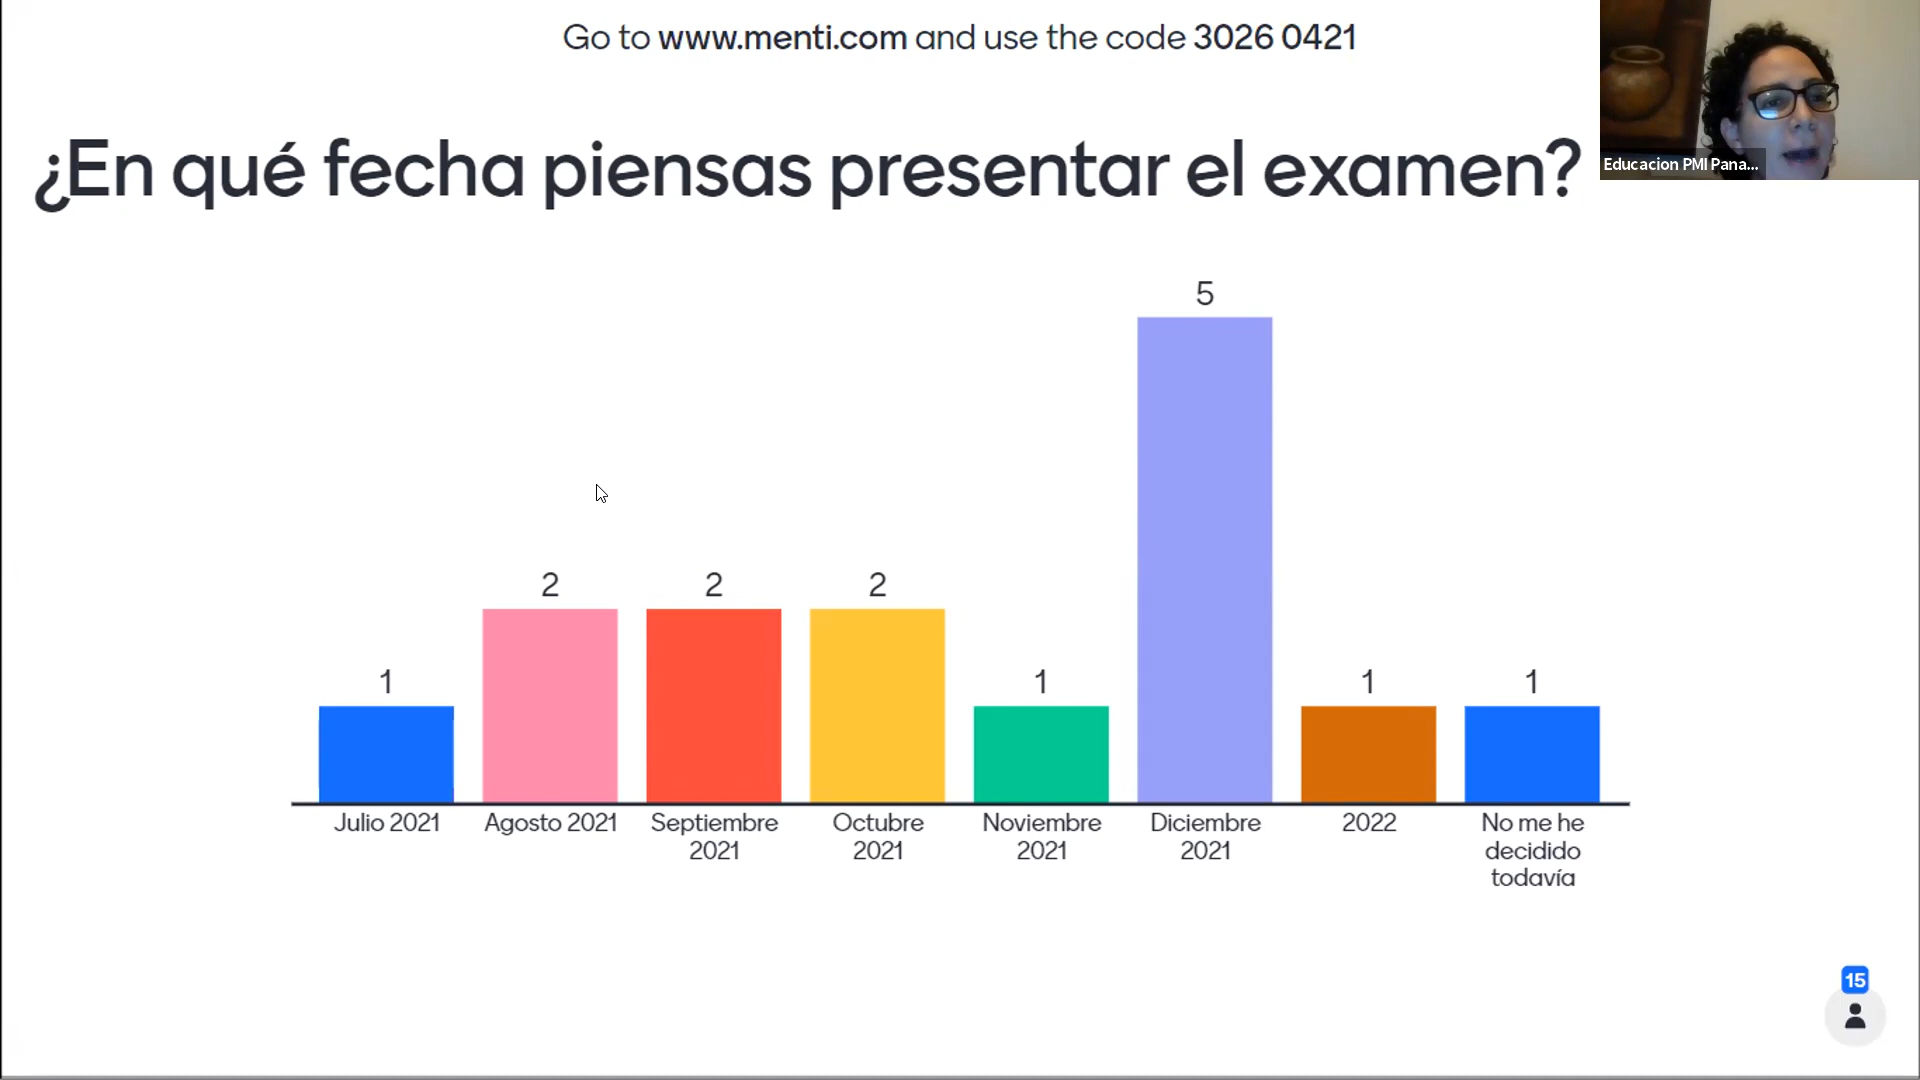 Go to www.menti.com and use the code 3026 0421
¿En qué fecha piensas presentar el examen?
Educacion PMI Pana...
5
2
2
2
1
1
1
1
Julio 2021
Agosto 2021
Septiembre
2021
Octubre
2021
Noviembre
2021
Diciembre
2021
2022
No me he
decidido
todavía
15